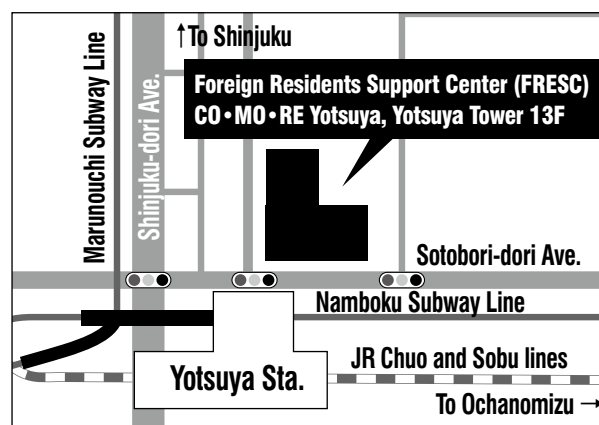 ↑To Shinjuku
Marunouchi Subway Line
Shinjuku-dori Ave.
Foreign Residents Support Center (FRESC)
CO•MO•RE Yotsuya, Yotsuya Tower 13F
Sotobori-dori Ave.
Namboku Subway Line
Yotsuya Sta.
JR Chuo and Sobu lines
To Ochanomizu →